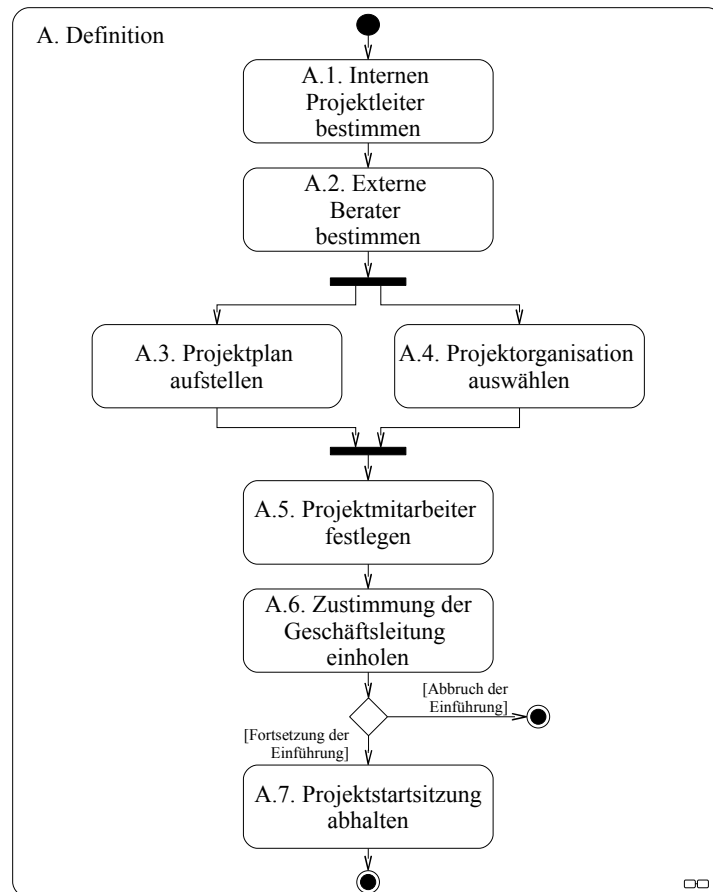 A. Definition
A.1. Internen
Projektleiter
bestimmen
A.2. Externe
Berater
bestimmen
A.3. Projektplan
aufstellen
A.4. Projektorganisation
auswählen
A.5. Projektmitarbeiter
festlegen
A.6. Zustimmung der
Geschäftsleitung
einholen
[Abbruch der
Einführung]
[Fortsetzung der
Einführung]
A.7. Projektstartsitzung
abhalten